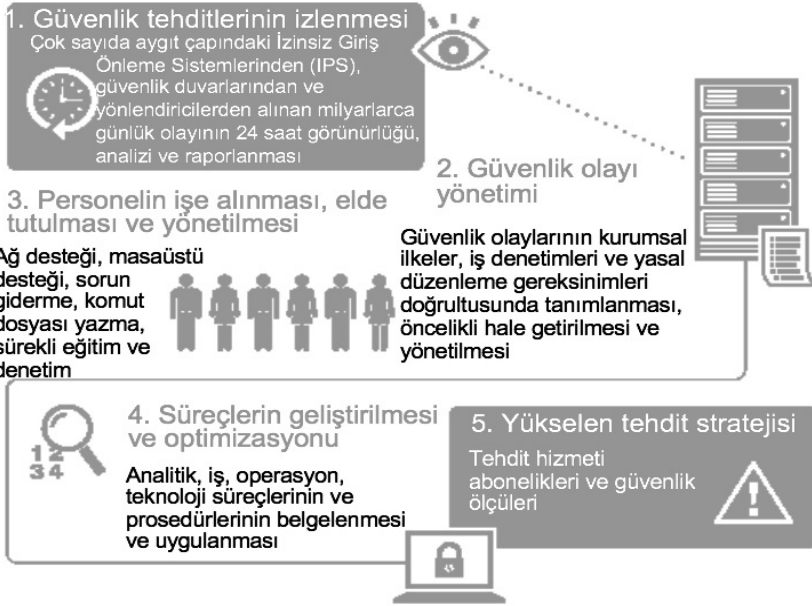 1. Güvenlik tehditlerinin izlenmesi
Çok sayıda aygıt çapındaki İzinsiz Giriş
Önleme Sistemlerinden (IPS),
güvenlik duvarlarından ve
yönlendiricilerden alınan milyarlarca
günlük olayının 24 saat görünürlüğü,
analizi ve raporlanması
2. Güvenlik olayı
yönetimi
Güvenlik olaylarının kurumsal
ilkeler, iş denetimleri ve yasal
düzenleme gereksinimleri
doğrultusunda tanımlanması,
öncelikli hale getirilmesi ve
yönetilmesi
3. Personelin işe alınması, elde
tutulması ve yönetilmesi
Ağ desteği, masaüstü
desteği, sorun
giderme, komut
dosyası yazma,
sürekli eğitim ve
denetim
4. Süreçlerin geliştirilmesi
ve optimizasyonu
1 2
3 4
Analitik, iş, operasyon,
teknoloji süreçlerinin ve
prosedürlerinin belgelenmesi
ve uygulanması
5. Yükselen tehdit stratejisi
Tehdit hizmeti
abonelikleri ve güvenlik
ölçüleri